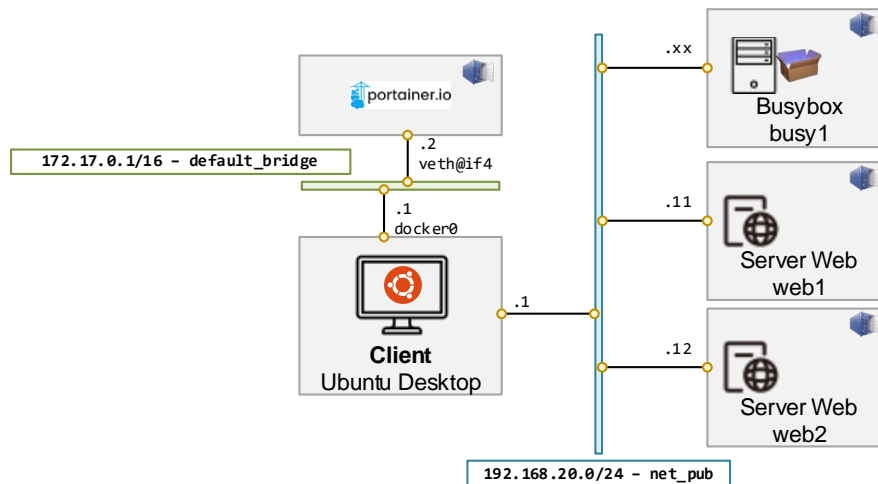 portainer.io
.2
veth@if4
172.17.0.1/16 – default_bridge
.1
docker0
Client
Ubuntu Desktop
.1
.xx
Busybox
busy1
.11
Server Web
web1
.12
Server Web
web2
192.168.20.0/24 – net_pub